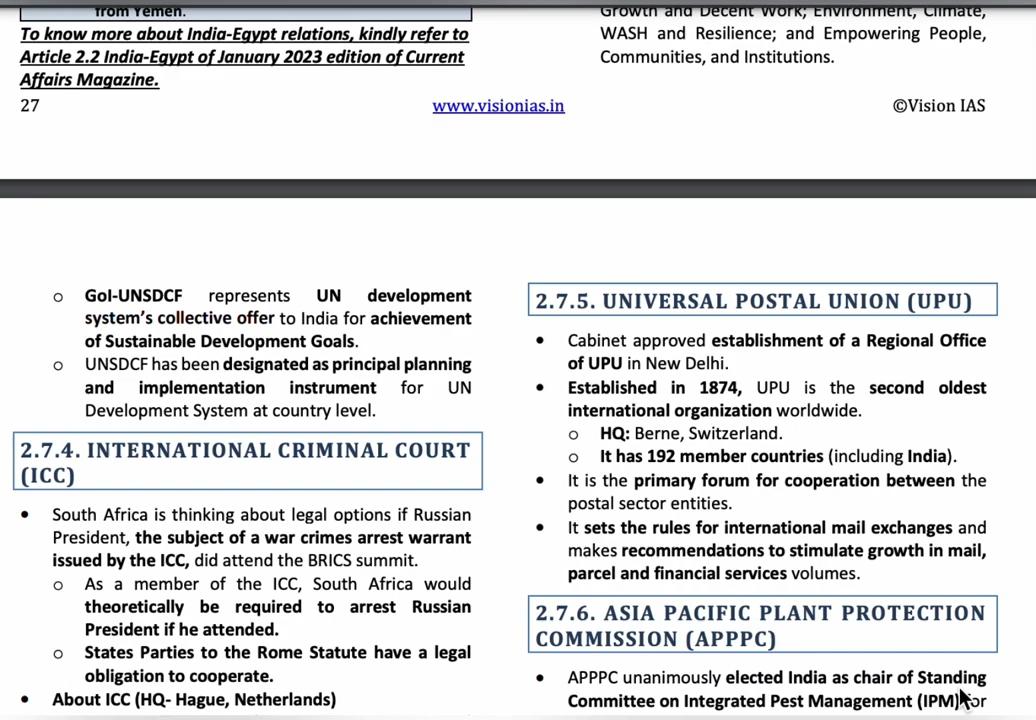 from Yemen.
To know more about India-Egypt relations, kindly refer to
Article 2.2 India-Egypt of January 2023 edition of Current
Affairs Magazine.
Growth and Decent Work; Environment, Climate,
WASH and Resilience; and Empowering People,
Communities, and Institutions.
27
www.visionias.in
©Vision IAS
o GoI-UNSDCF represents UN development
system’s collective offer to India for achievement
of Sustainable Development Goals.
o UNSDCF has been designated as principal planning
and implementation instrument for UN
Development System at country level.
2.7.4. INTERNATIONAL CRIMINAL COURT
(ICC)
• South Africa is thinking about legal options if Russian
President, the subject of a war crimes arrest warrant
issued by the ICC, did attend the BRICS summit.
o As a member of the ICC, South Africa would
theoretically be required to arrest Russian
President if he attended.
o States Parties to the Rome Statute have a legal
obligation to cooperate.
• About ICC (HQ- Hague, Netherlands)
2.7.5. UNIVERSAL POSTAL UNION (UPU)
• Cabinet approved establishment of a Regional Office
of UPU in New Delhi.
• Established in 1874, UPU is the second oldest
international organization worldwide.
o HQ: Berne, Switzerland.
o It has 192 member countries (including India).
• It is the primary forum for cooperation between the
postal sector entities.
• It sets the rules for international mail exchanges and
makes recommendations to stimulate growth in mail,
parcel and financial services volumes.
2.7.6. ASIA PACIFIC PLANT PROTECTION
COMMISSION (APPPC)
• APPPC unanimously elected India as chair of Standing
Committee on Integrated Pest Management (IPM)